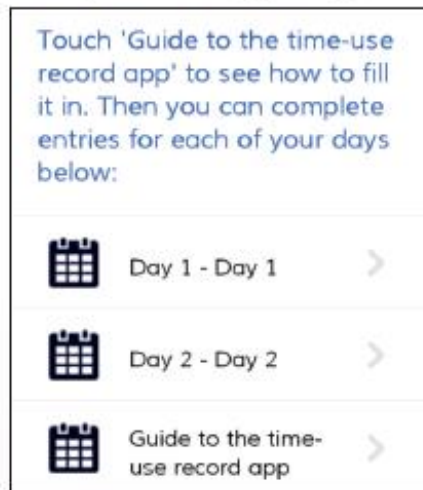 Touch 'Guide to the time-use
record app' to see how to fill
it in. Then you can complete
entries for each of your days
below:
Day 1 - Day 1
Day 2 - Day 2
Guide to the time-
use record app